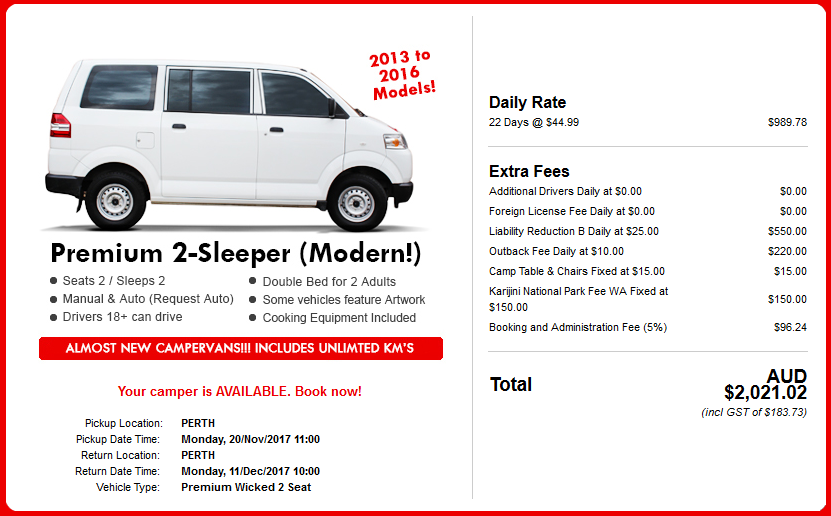 2013 to
2016
Models!
Premium 2-Sleeper (Modern!)
Seats 2 / Sleeps 2
Manual & Auto (Request Auto)
Drivers 18+ can drive
Double Bed for 2 Adults
Some vehicles feature Artwork
Cooking Equipment Included
ALMOST NEW CAMPERVANS!!! INCLUDES UNLIMTED KM'S
Your camper is AVAILABLE. Book now!
Pickup Location: PERTH
Pickup Date Time: Monday, 20/Nov/2017 11:00
Return Location: PERTH
Return Date Time: Monday, 11/Dec/2017 10:00
Vehicle Type: Premium Wicked 2 Seat
Daily Rate
22 Days @ $44.99 $989.78
Extra Fees
Additional Drivers Daily at $0.00 $0.00
Foreign License Fee Daily at $0.00 $0.00
Liability Reduction B Daily at $25.00 $550.00
Outback Fee Daily at $10.00 $220.00
Camp Table & Chairs Fixed at $15.00 $15.00
Karijini National Park Fee WA Fixed at
$150.00 $150.00
Booking and Administration Fee (5%) $96.24
Total AUD
$2,021.02
(incl GST of $183.73)